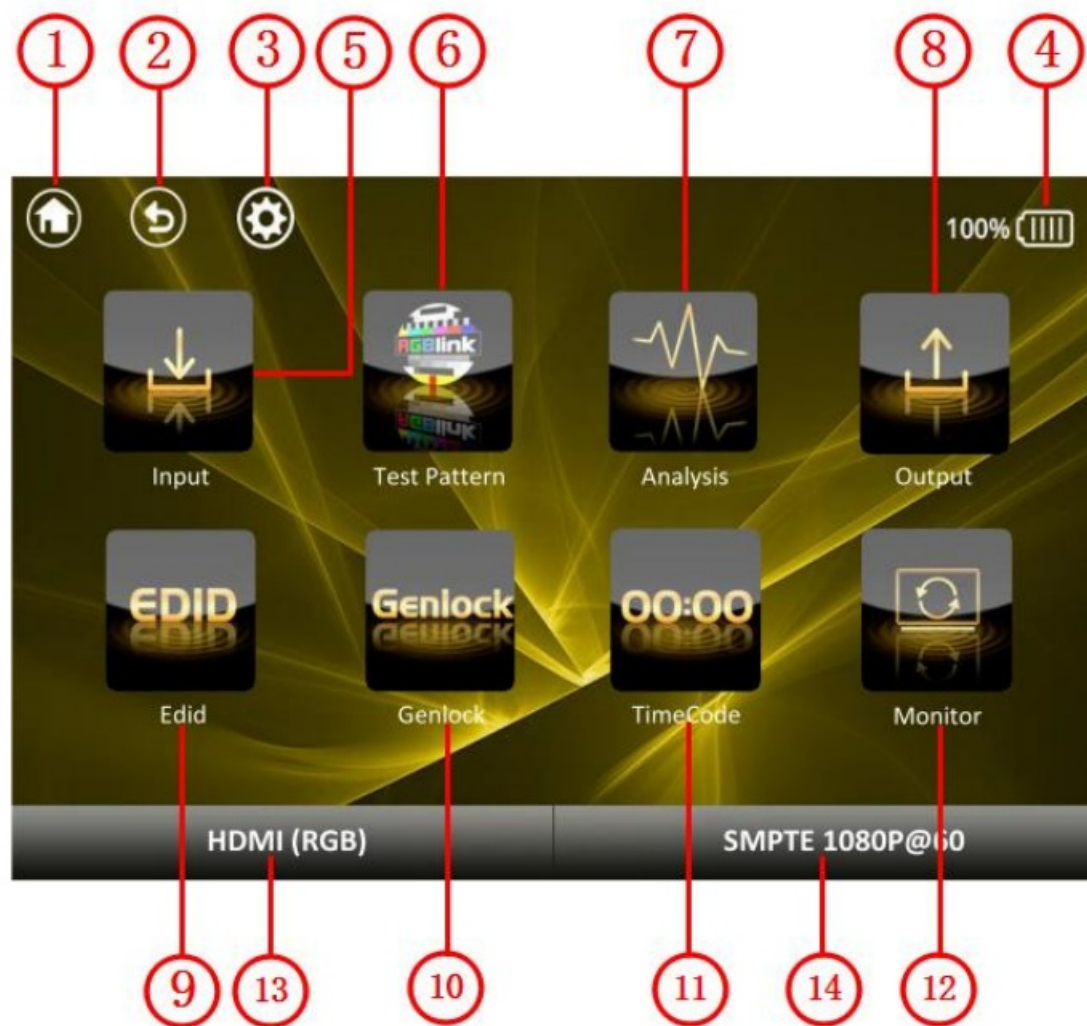 1 2 3 5 6 7 8 4
100%
RGBlink
Input Test Pattern Analysis Output
EDID Genlock 00:00
Edid Genlock TimeCode Monitor
HDMI (RGB) SMPTE 1080P@60
9 13 10 11 14 12